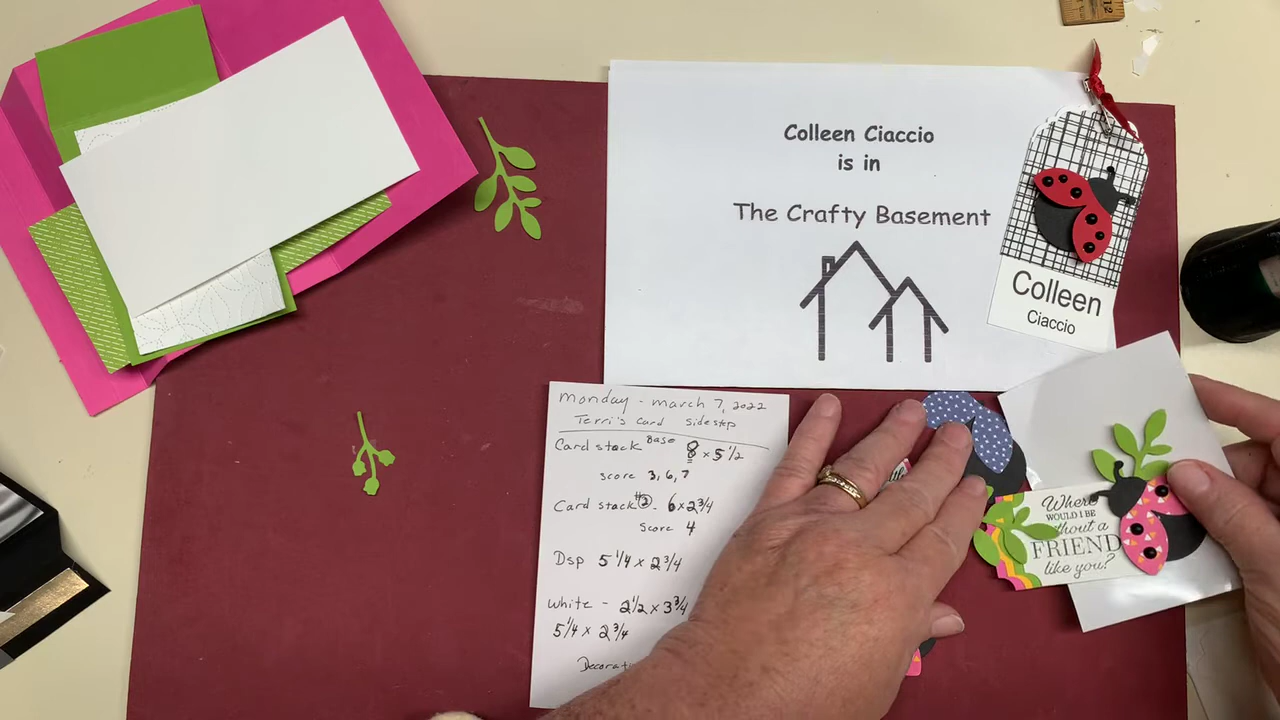 Colleen Ciaccio
is in
The Crafty Basement
Colleen
Ciaccio
monday - march 7, 2022
Terri's Card sidestep
Card stock Base 8 x 5 1/2
score 3, 6, 7
Card stock #2 - 6 x 2 3/4
score 4
Dsp 5 1/4 x 2 3/4
white - 2 1/2 x 3 3/4
5 1/4 x 2 3/4
Where
WOULD I BE
without a
FRIEND
like you?